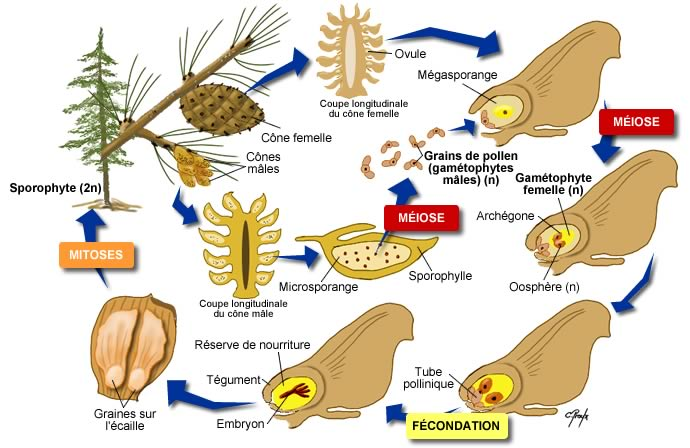 Ovule
Coupe longitudinale
du cône femelle
Mégasporange
MÉIOSE
Cône femelle
Cônes
mâles
Grains de pollen
(gamétophytes
mâles) (n)
Gamétophyte
femelle (n)
Sporophyte (2n)
Archégone
MÉIOSE
MITOSES
Microsporange
Sporophylle
Oosphère (n)
Coupe longitudinale
du cône mâle
Réserve de nourriture
Tégument
Tube
pollinique
Graines sur
l'écaille
Embryon
FÉCONDATION